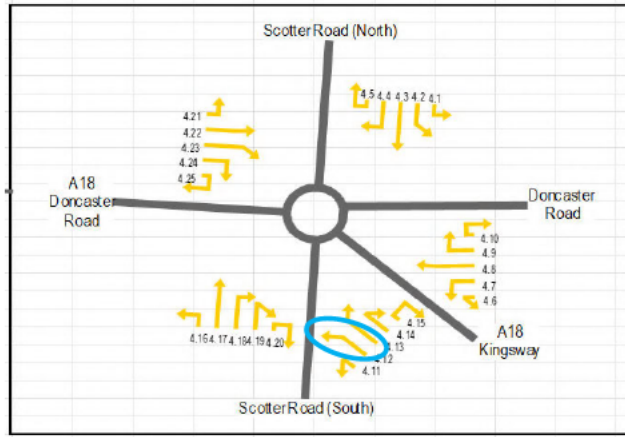 Scotter Road (North)
4.5 4.4 4.3 4.2 4.1
4.21
4.22
4.23
4.24
4.25
A18
Doncaster
Road
Doncaster
Road
4.10
4.9
4.8
4.7
4.6
A18
Kingsway
4.15
4.14
4.13
4.12
4.11
4.16 4.17 4.18 4.19 4.20
Scotter Road (South)